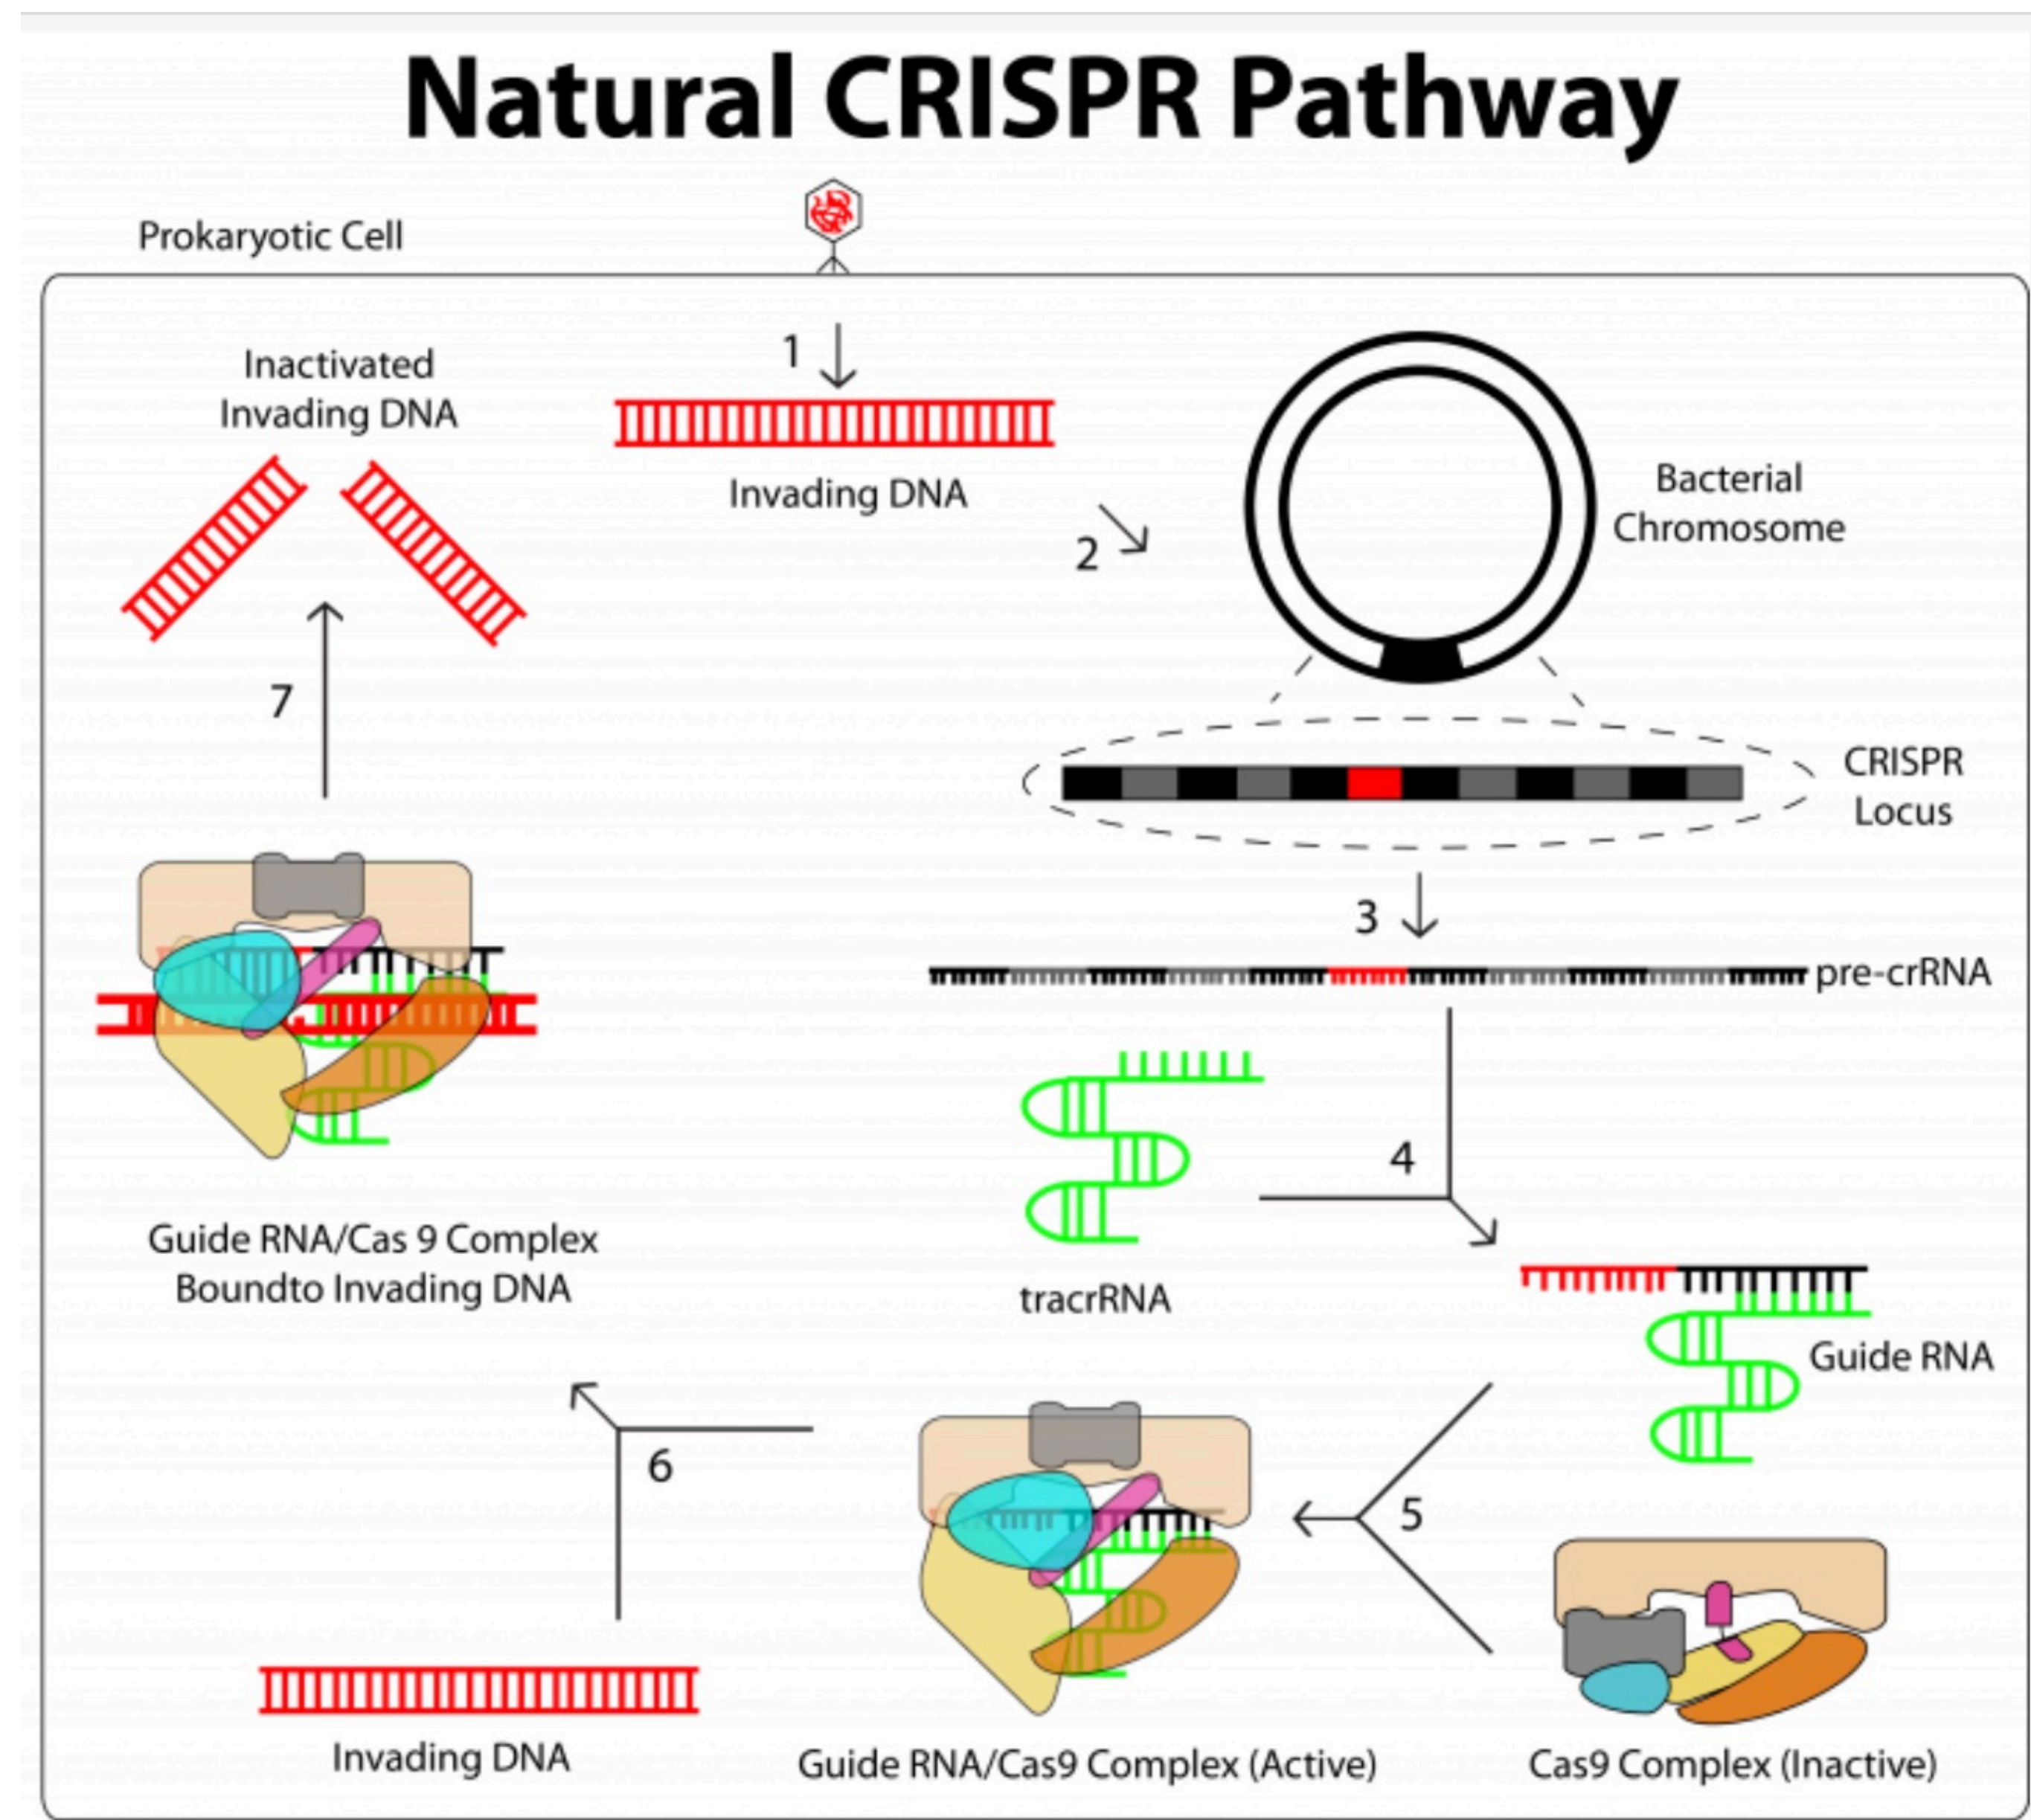 Natural CRISPR Pathway
Prokaryotic Cell
1
Inactivated
Invading DNA
Invading DNA
2
Bacterial
Chromosome
7
CRISPR
Locus
3
pre-crRNA
4
Guide RNA/Cas 9 Complex
Boundto Invading DNA
tracrRNA
Guide RNA
6
5
Invading DNA
Guide RNA/Cas9 Complex (Active)
Cas9 Complex (Inactive)